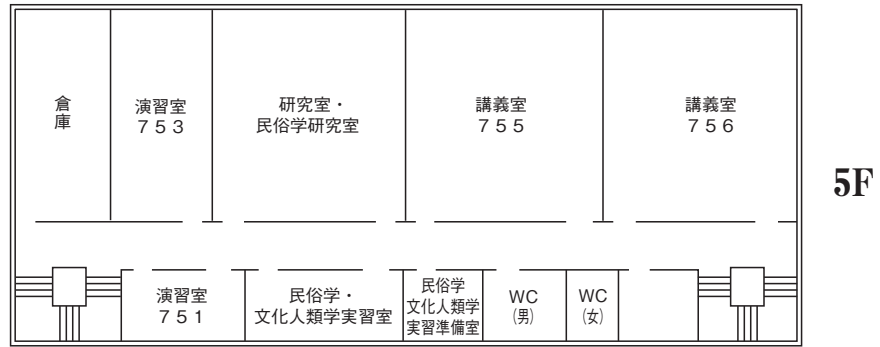 倉
庫
演習室
７５３
研究室・
民俗学研究室
講義室
７５５
講義室
７５６
5F
演習室
７５１
民俗学・
文化人類学実習室
民俗学
文化人類学
実習準備室
WC
(男)
WC
(女)